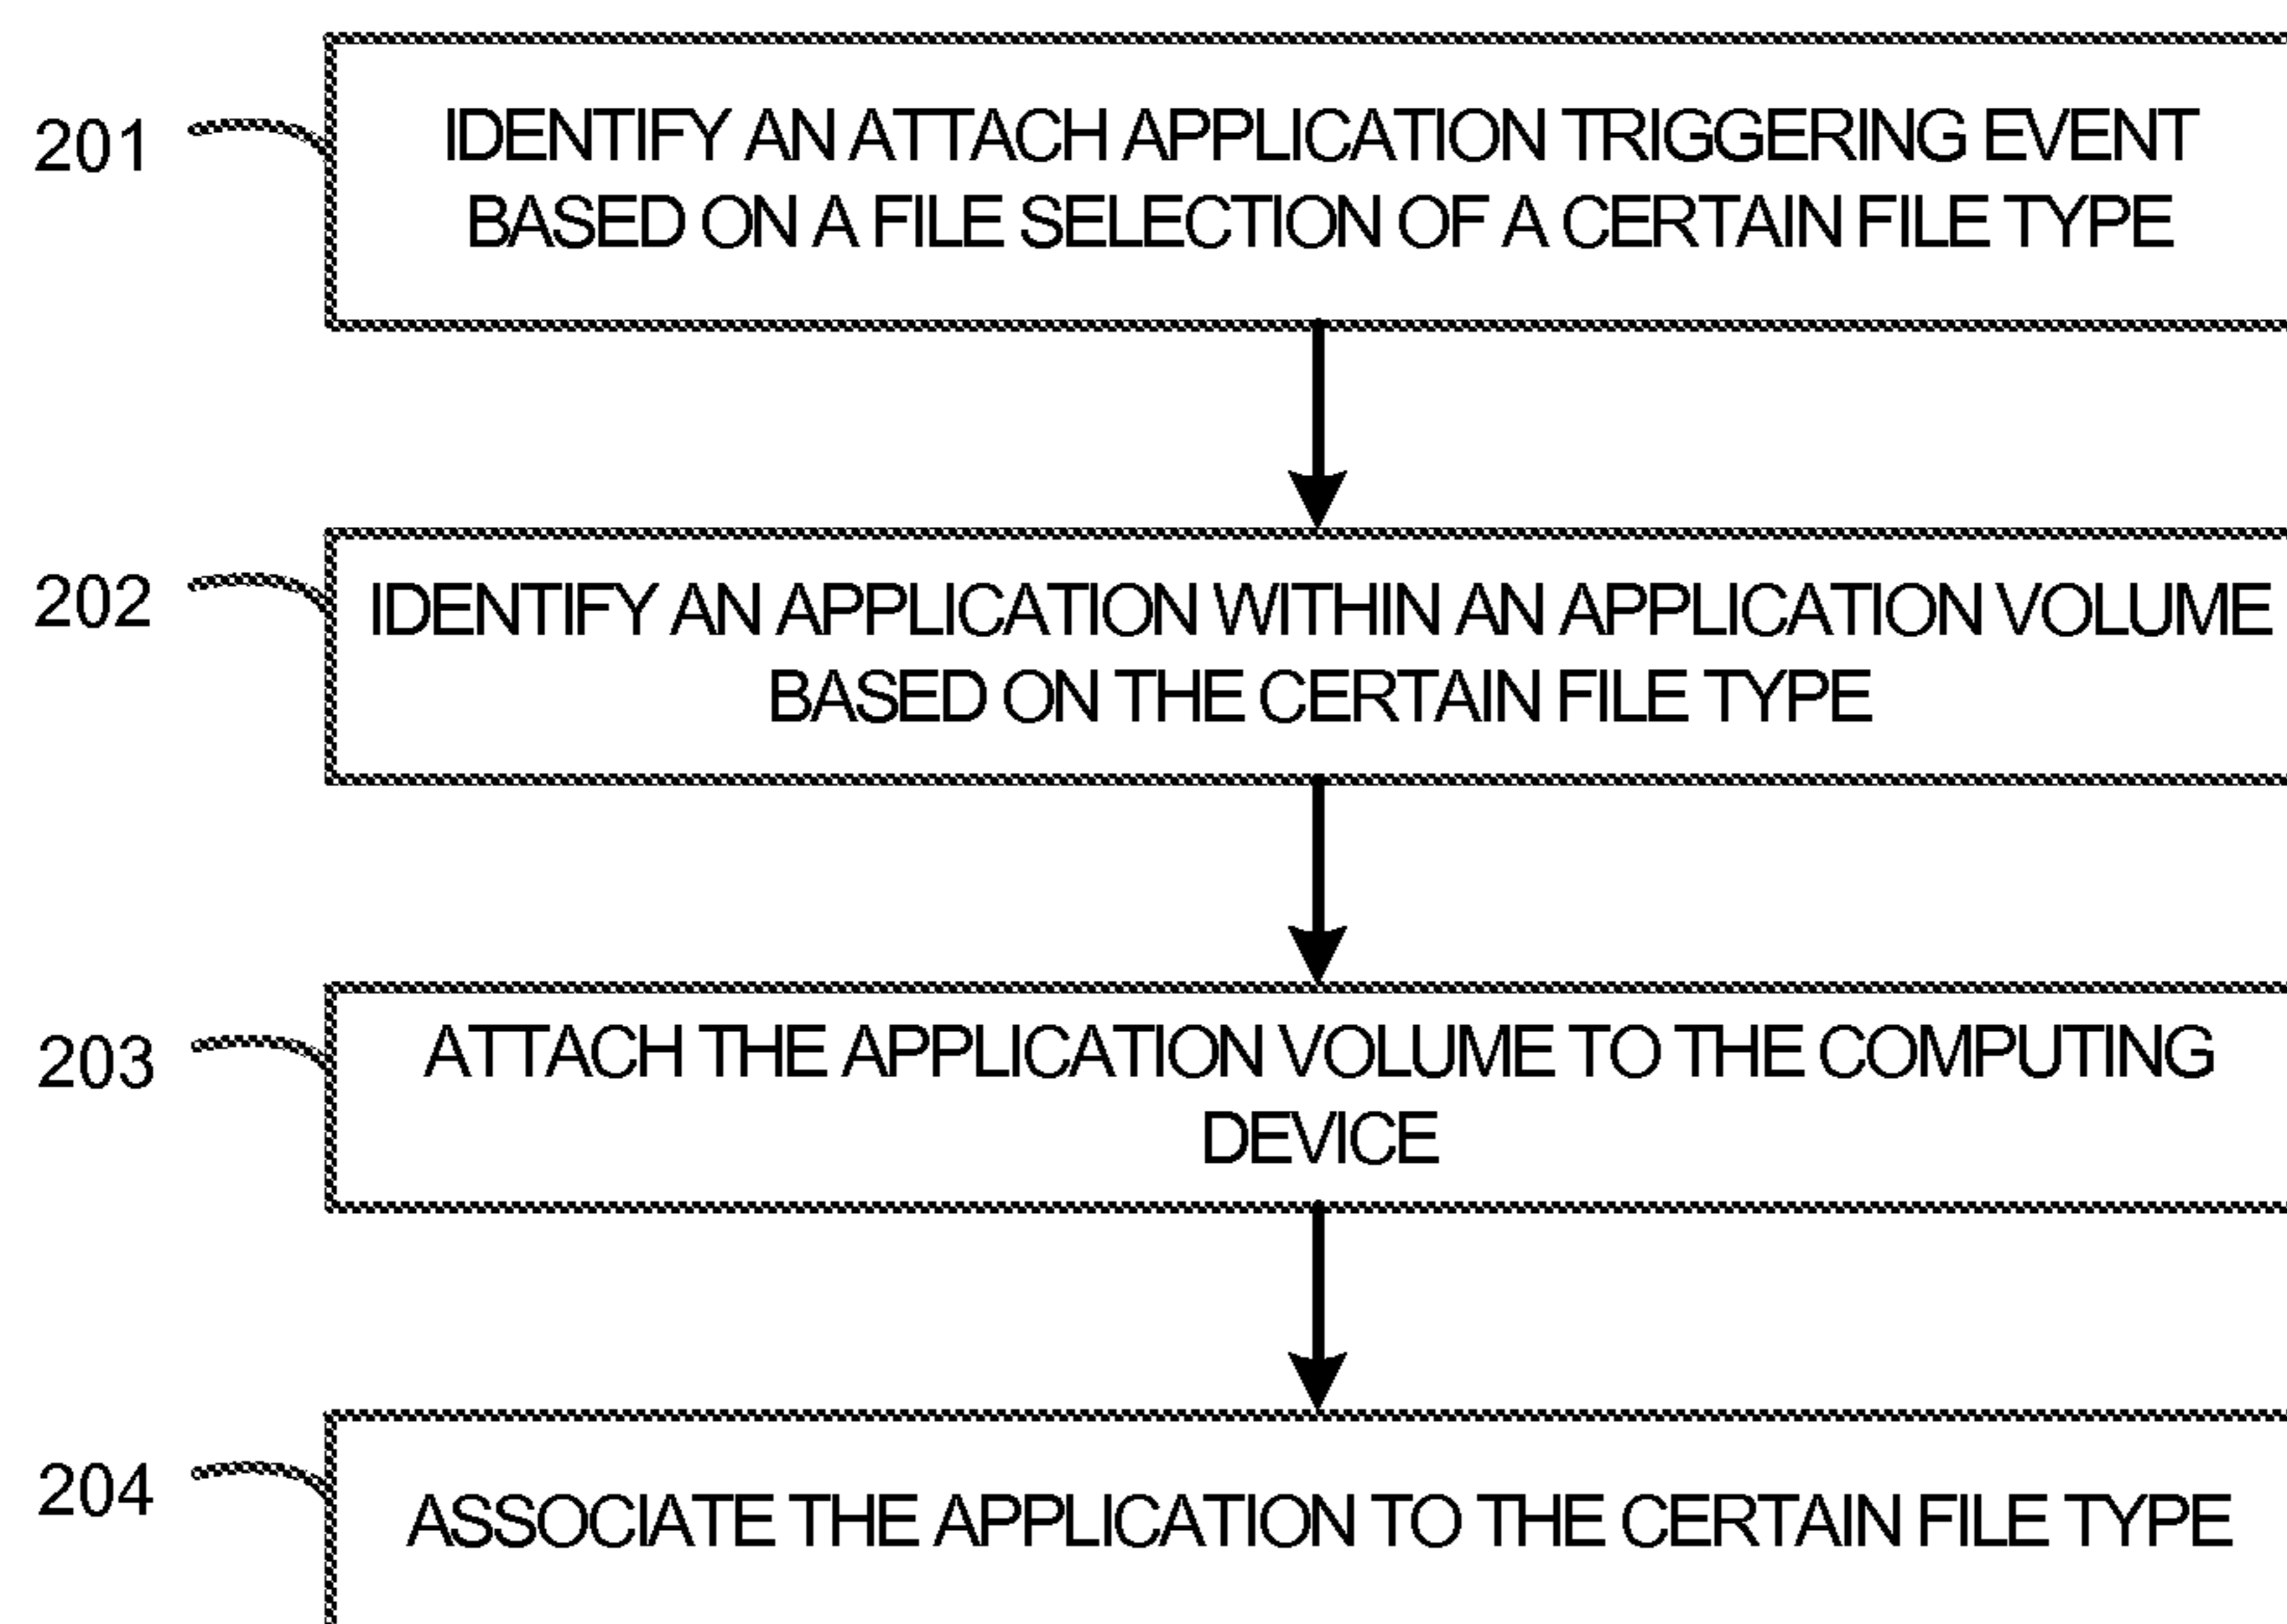 201
IDENTIFY AN ATTACH APPLICATION TRIGGERING EVENT
BASED ON A FILE SELECTION OF A CERTAIN FILE TYPE
202
IDENTIFY AN APPLICATION WITHIN AN APPLICATION VOLUME
BASED ON THE CERTAIN FILE TYPE
203
ATTACH THE APPLICATION VOLUME TO THE COMPUTING
DEVICE
204
ASSOCIATE THE APPLICATION TO THE CERTAIN FILE TYPE